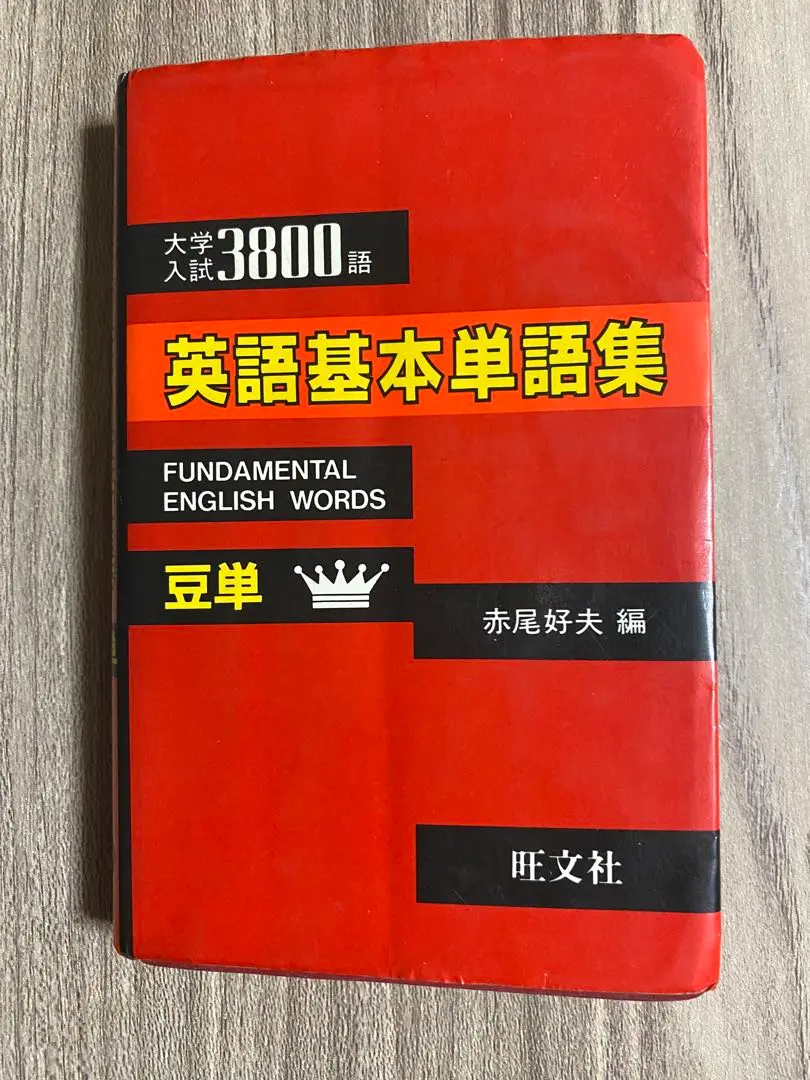 大学
入試3800語
英語基本単語集
FUNDAMENTAL
ENGLISH WORDS
豆単
赤尾好夫 編
旺文社